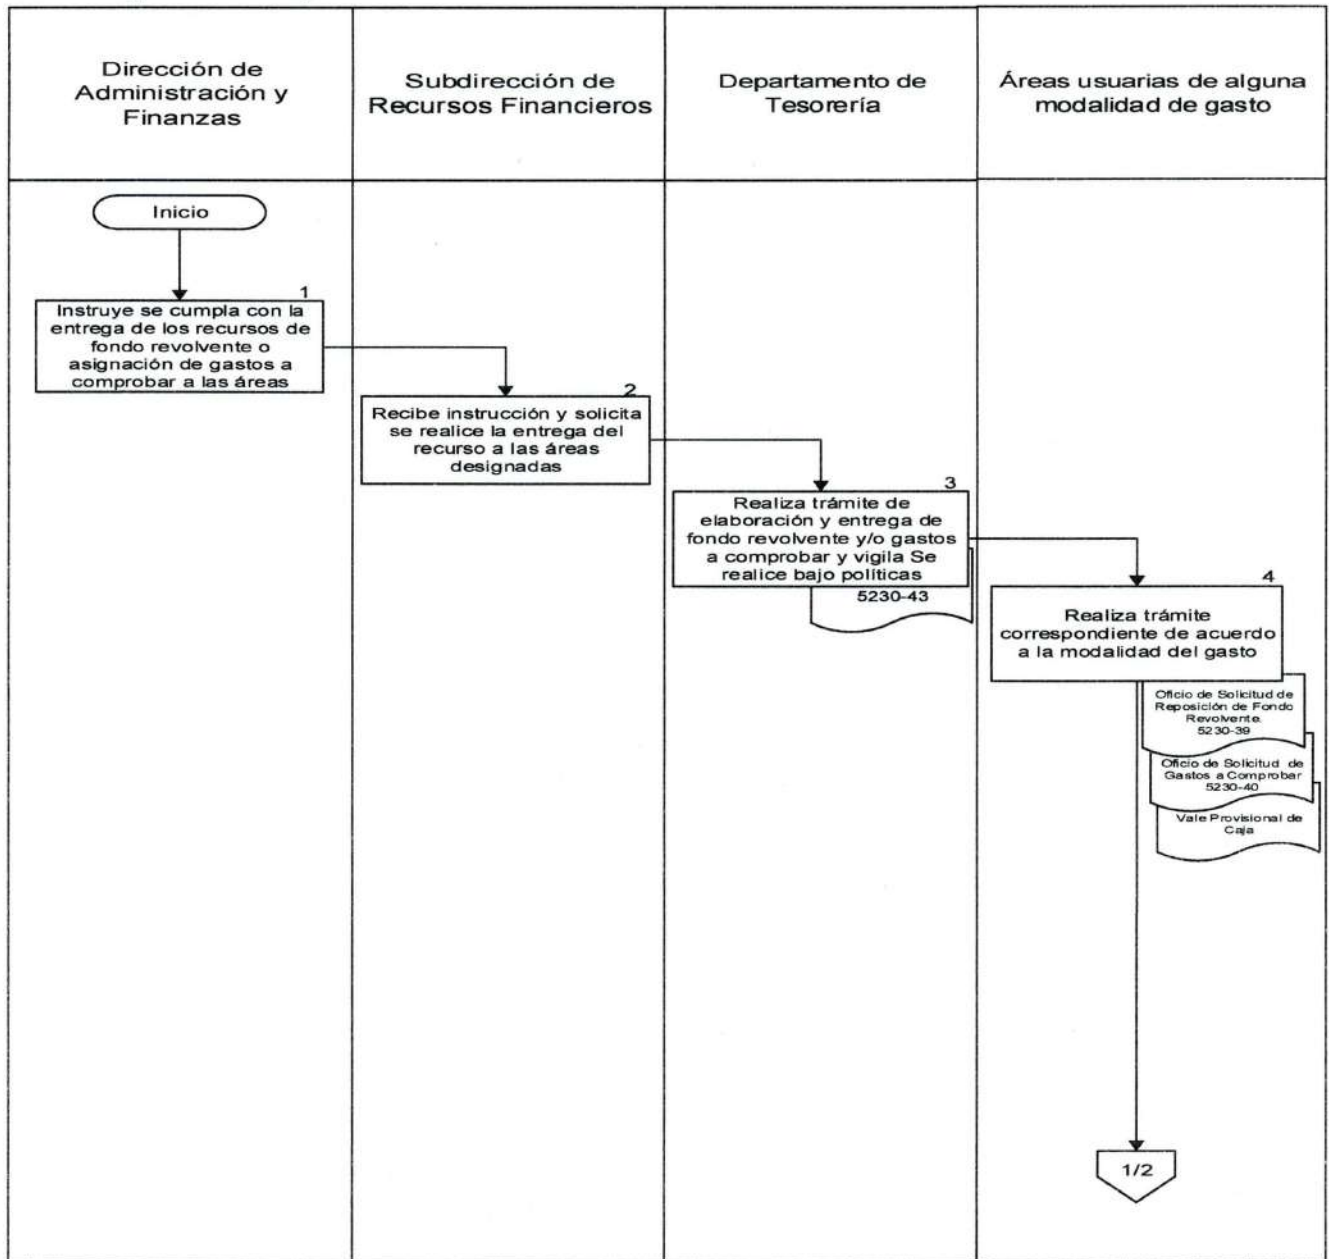 Dirección de
Administración y
Finanzas
Subdirección de
Recursos Financieros
Departamento de
Tesorería
Áreas usuarias de alguna
modalidad de gasto
Inicio
1
Instruye se cumpla con la
entrega de los recursos de
fondo revolvente o
asignación de gastos a
comprobar a las áreas
2
Recibe instrucción y solicita
se realice la entrega del
recurso a las áreas
designadas
3
Realiza trámite de
elaboración y entrega de
fondo revolvente y/o gastos
a comprobar y vigila Se
realice bajo políticas
5230-43
4
Realiza trámite
correspondiente de acuerdo
a la modalidad del gasto
Oficio de Solicitud de
Reposición de Fondo
Revolvente.
5230-39
Oficio de Solicitud de
Gastos a Comprobar
5230-40
Vale Provisional de
Caja
1/2